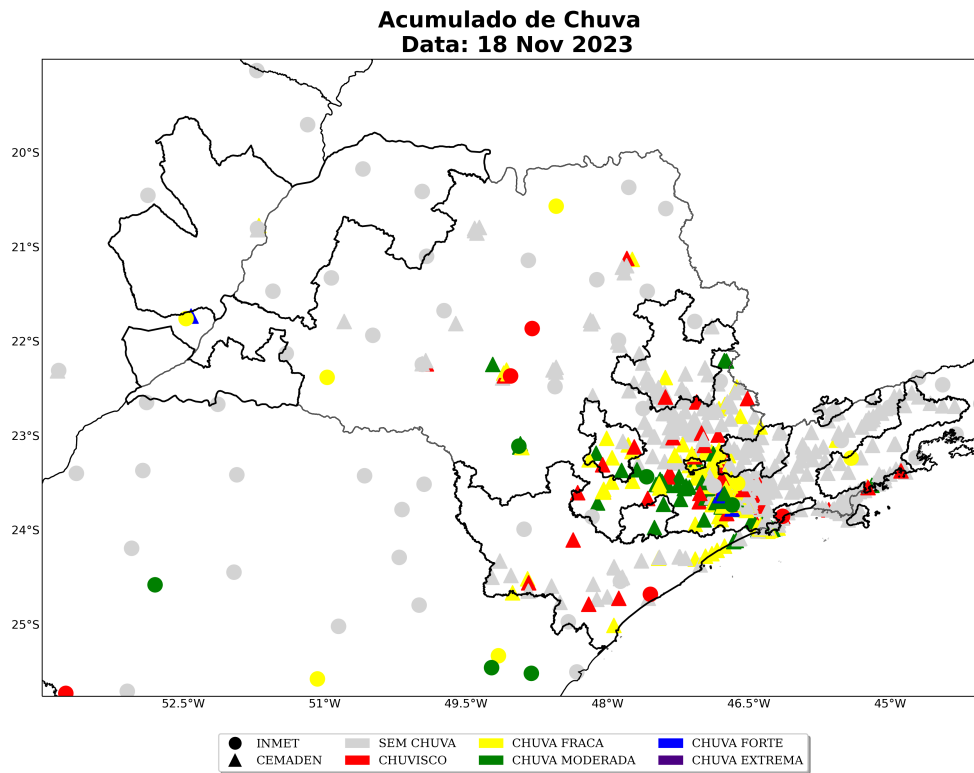 Acumulado de Chuva
Data: 18 Nov 2023
20°S
21°S
22°S
23°S
24°S
25°S
52.5°W
51°W
49.5°W
48°W
46.5°W
45°W
INMET
CEMADEN
SEM CHUVA
CHUVISCO
CHUVA FRACA
CHUVA MODERADA
CHUVA FORTE
CHUVA EXTREMA